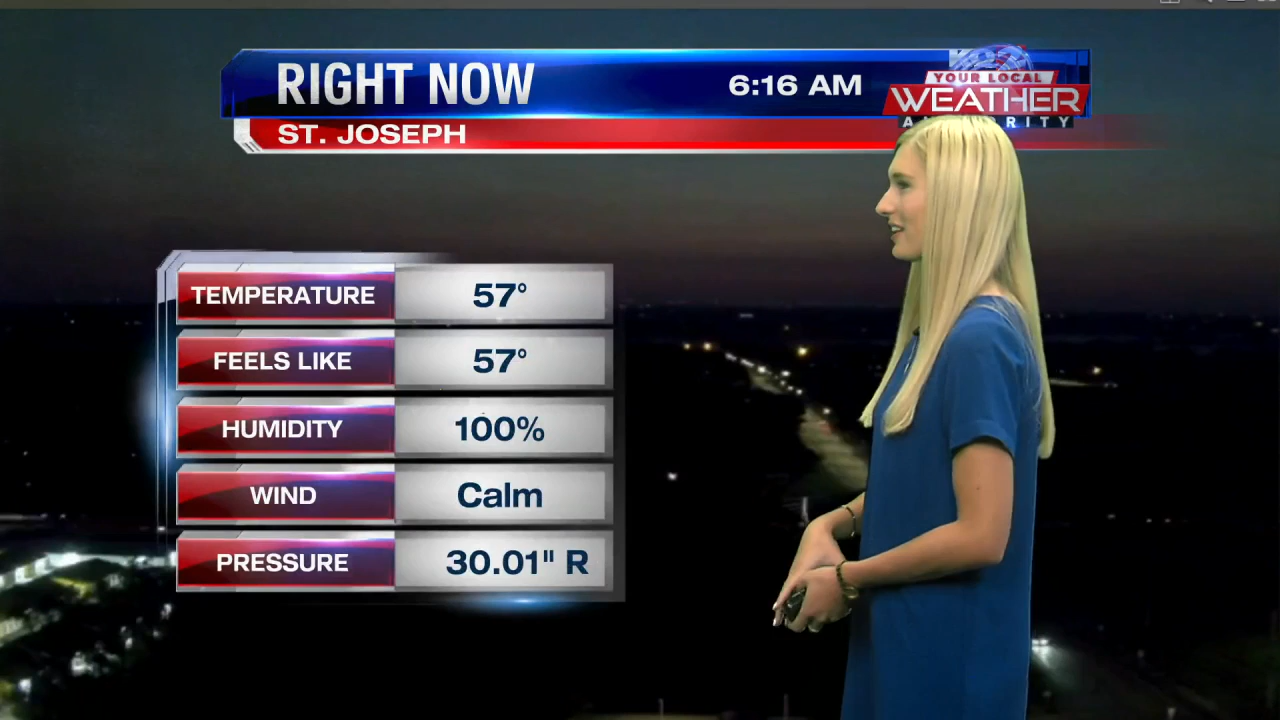 RIGHT NOW
6:16 AM
YOUR LOCAL
WEATHER
ST. JOSEPH
TEMPERATURE 57°
FEELS LIKE 57°
HUMIDITY 100%
WIND Calm
PRESSURE 30.01" R